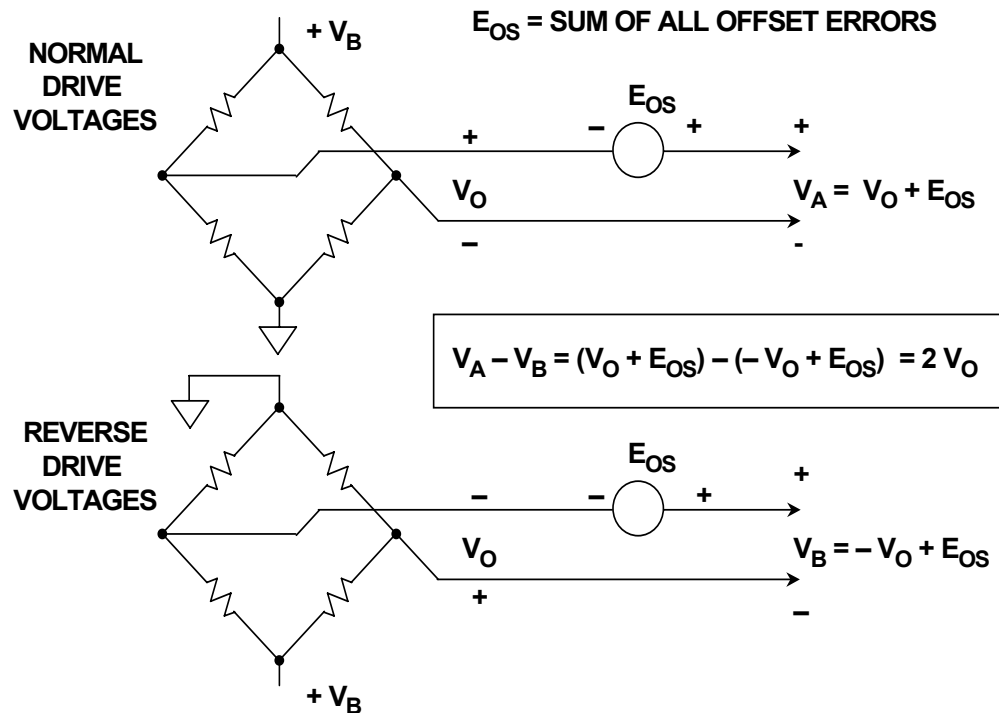 + V_B
E_OS = SUM OF ALL OFFSET ERRORS
NORMAL
DRIVE
VOLTAGES
E_OS
+
–
+
+
V_O
V_A = V_O + E_OS
–
-
V_A – V_B = (V_O + E_OS) – (– V_O + E_OS) = 2 V_O
REVERSE
DRIVE
VOLTAGES
E_OS
–
–
+
+
V_O
V_B = – V_O + E_OS
+
–
+ V_B